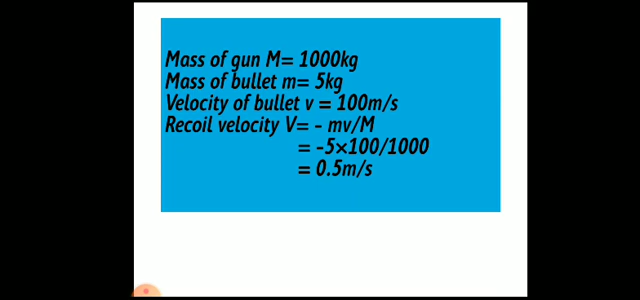 Mass of gun M= 1000kg
Mass of bullet m= 5kg
Velocity of bullet v = 100m/s
Recoil velocity V= - mv/M
= -5×100/1000
= 0.5m/s